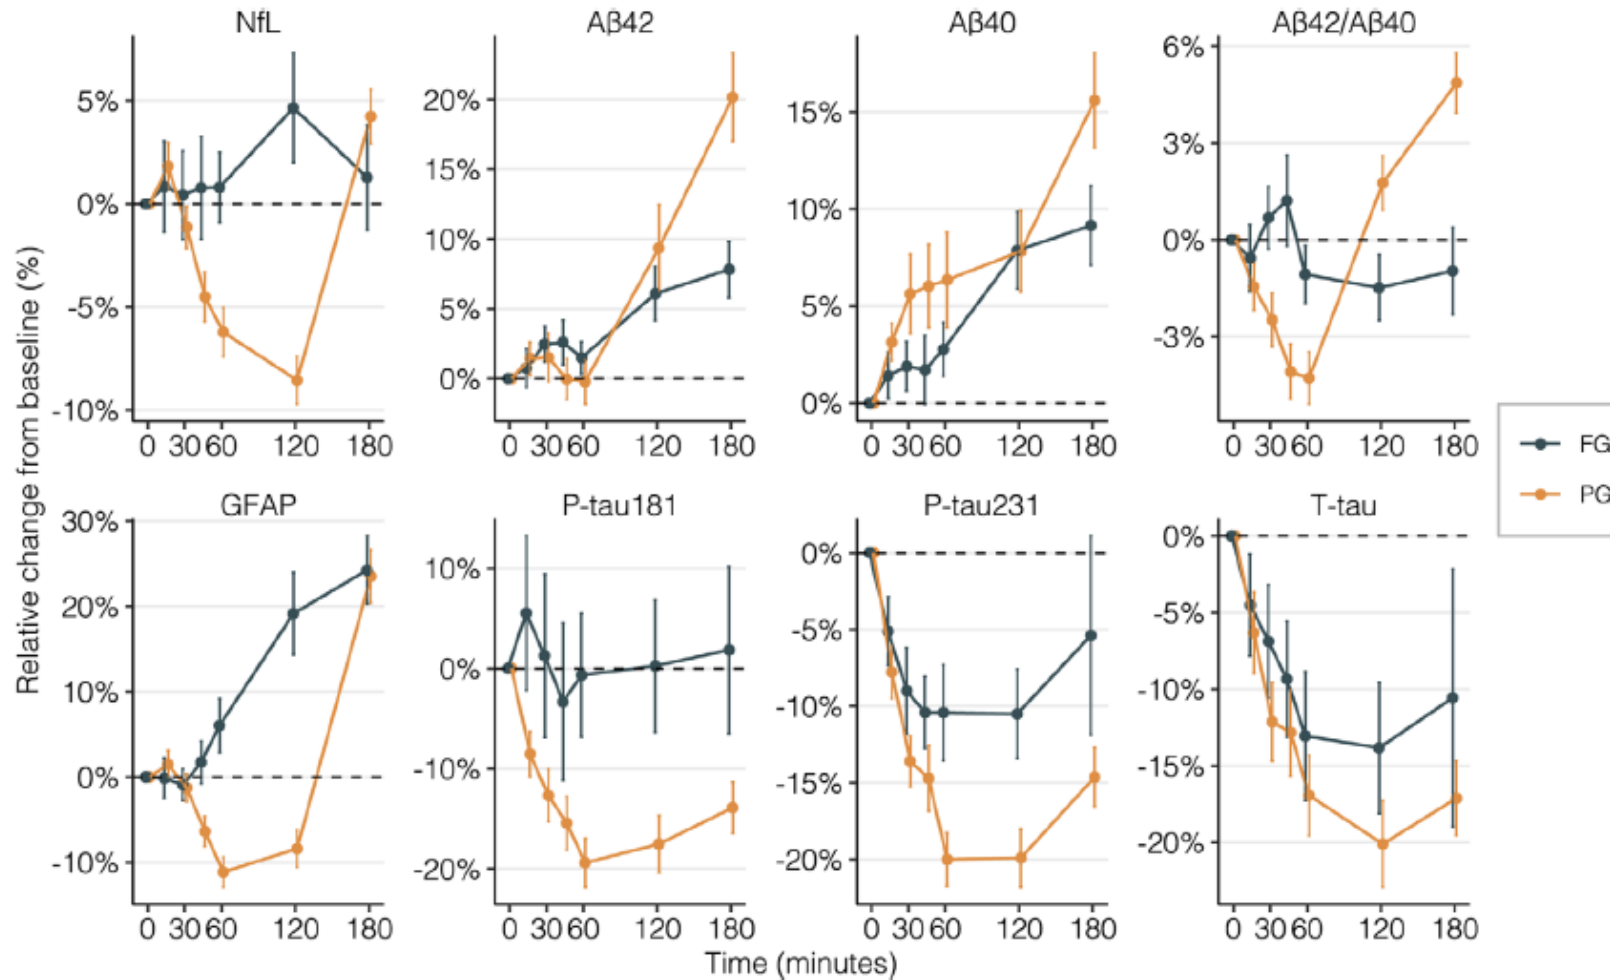 NfL
Aβ42
Aβ40
Aβ42/Aβ40
5%
0%
-5%
-10%
0 30 60 120 180
20%
15%
10%
5%
0%
0 30 60 120 180
15%
10%
5%
0%
0 30 60 120 180
6%
3%
0%
-3%
0 30 60 120 180
FG
PG
Relative change from baseline (%)
GFAP
P-tau181
P-tau231
T-tau
30%
20%
10%
0%
-10%
0 30 60 120 180
10%
0%
-10%
-20%
0 30 60 120 180
0%
-5%
-10%
-15%
-20%
0 30 60 120 180
0%
-5%
-10%
-15%
-20%
0 30 60 120 180
Time (minutes)